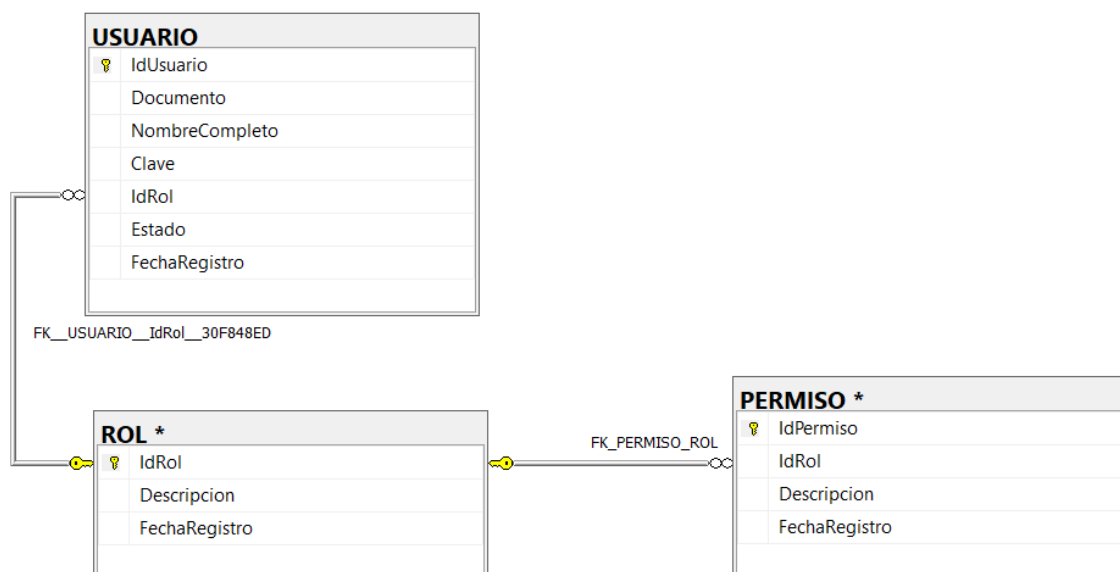 USUARIO
IdUsuario
Documento
NombreCompleto
Clave
IdRol
Estado
FechaRegistro
FK__USUARIO__IdRol__30F848ED
ROL *
IdRol
Descripcion
FechaRegistro
FK_PERMISO_ROL
PERMISO *
IdPermiso
IdRol
Descripcion
FechaRegistro